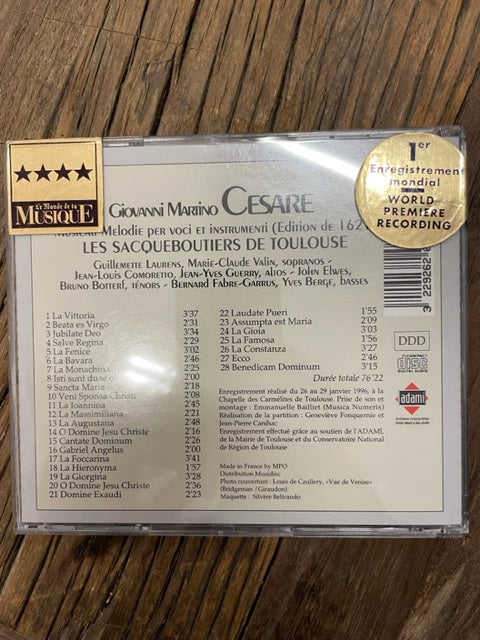 Le Monde de la
MUSIQUE
1er
Enregistrement
mondial
WORLD
PREMIÈRE
RECORDING
GIOVANNI MARTINO CESARE
MUSICALI MELODIE PER VOCI ET INSTRUMENTI (EDITION DE 162
LES SACQUEBOUTIERS DE TOULOUSE
GUILLEMETTE LAURENS, MARIE-CLAUDE VALIN, SOPRANOS -
JEAN-LOUIS COMORETTO, JEAN-YVES GUERRY, ALTOS - JOHN ELWES,
BRUNO BOTERF, TÉNORS - BERNARD FABRE-GARRUS, YVES BERGE, BASSES
3 229262
1 La Vittoria 3'37
2 Beata es Virgo 2'31
3 Jubilate Deo 3'34
4 Salve Regina 2'29
5 La Fenice 3'02
6 La Bavara 2'46
7 La Monachina 2'25
8 Isti sunt duae 2'00
9 Sancta Maria 2'18
10 Veni Sponsa Christi 2'08
11 La Ioannina 2'45
12 La Massimiliana 2'21
13 La Augustana 2'48
14 O Domine Jesu Christe 2'16
15 Cantate Dominum 2'26
16 Gabriel Angelus 2'00
17 La Foccarina 3'41
18 La Hieronyma 1'57
19 La Giorgina 3'28
20 O Domine Jesu Christe 2'36
21 Domine Exaudi 2'23
22 Laudate Pueri 1'55
23 Assumpta est Maria 2'09
24 La Gioia 3'03
25 La Famosa 1'56
26 La Constanza 3'27
27 Ecco 2'46
28 Benedicam Dominum 3'15
Durée totale 76'22
Enregistrement réalisé du 26 au 29 janvier 1996, à la
Chapelle des Carmélites de Toulouse. Prise de son et
montage : Emmanuelle Bailliet (Musica Numeris)
Réalisation de la partition : Geneviève Fonquernie et
Jean-Pierre Canihac
Enregistrement effectué grâce au soutien de l'ADAMI,
de la Mairie de Toulouse et du Conservatoire National
de Région de Toulouse.
Made in France by MPO
Distribution Musidisc
Photo couverture : Louis de Caullery, «Vue de Venise»
(Bridgeman / Giraudon)
Maquette : Silvère Beltrando
DDD
COMPACT
disc
DIGITAL AUDIO
adami